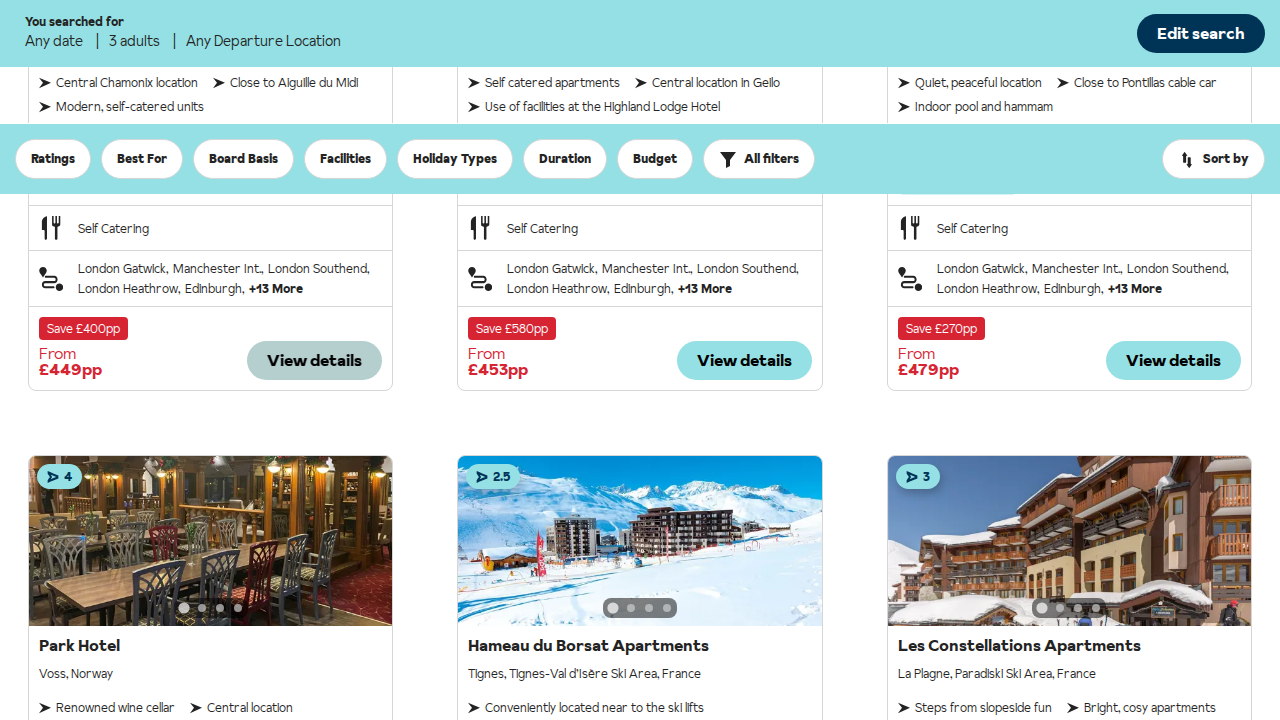 You searched for
Any date | 3 adults | Any Departure Location
Edit search
Central Chamonix location
Close to Aiguille du Midi
Modern, self-catered units
Self catered apartments
Central location in Geilo
Use of facilities at the Highland Lodge Hotel
Quiet, peaceful location
Close to Pontillas cable car
Indoor pool and hammam
Ratings
Best For
Board Basis
Facilities
Holiday Types
Duration
Budget
All filters
Sort by
Self Catering
London Gatwick, Manchester Int., London Southend,
London Heathrow, Edinburgh, +13 More
Save £400pp
From
£449pp
View details
Self Catering
London Gatwick, Manchester Int., London Southend,
London Heathrow, Edinburgh, +13 More
Save £580pp
From
£453pp
View details
Self Catering
London Gatwick, Manchester Int., London Southend,
London Heathrow, Edinburgh, +13 More
Save £270pp
From
£479pp
View details
4
Park Hotel
Voss, Norway
Renowned wine cellar
Central location
2.5
Hameau du Borsat Apartments
Tignes, Tignes-Val d'Isère Ski Area, France
Conveniently located near to the ski lifts
3
Les Constellations Apartments
La Plagne, Paradiski Ski Area, France
Steps from slopeside fun
Bright, cosy apartments